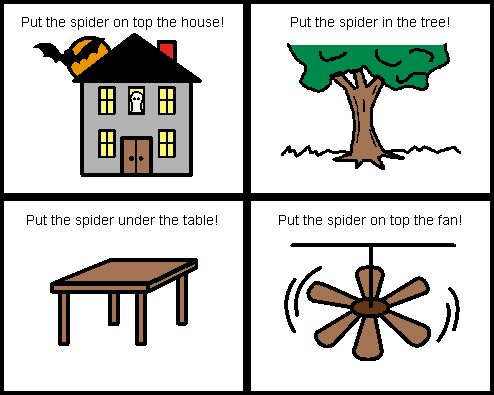 Put the spider on top the house!
Put the spider in the tree!
Put the spider under the table!
Put the spider on top the fan!